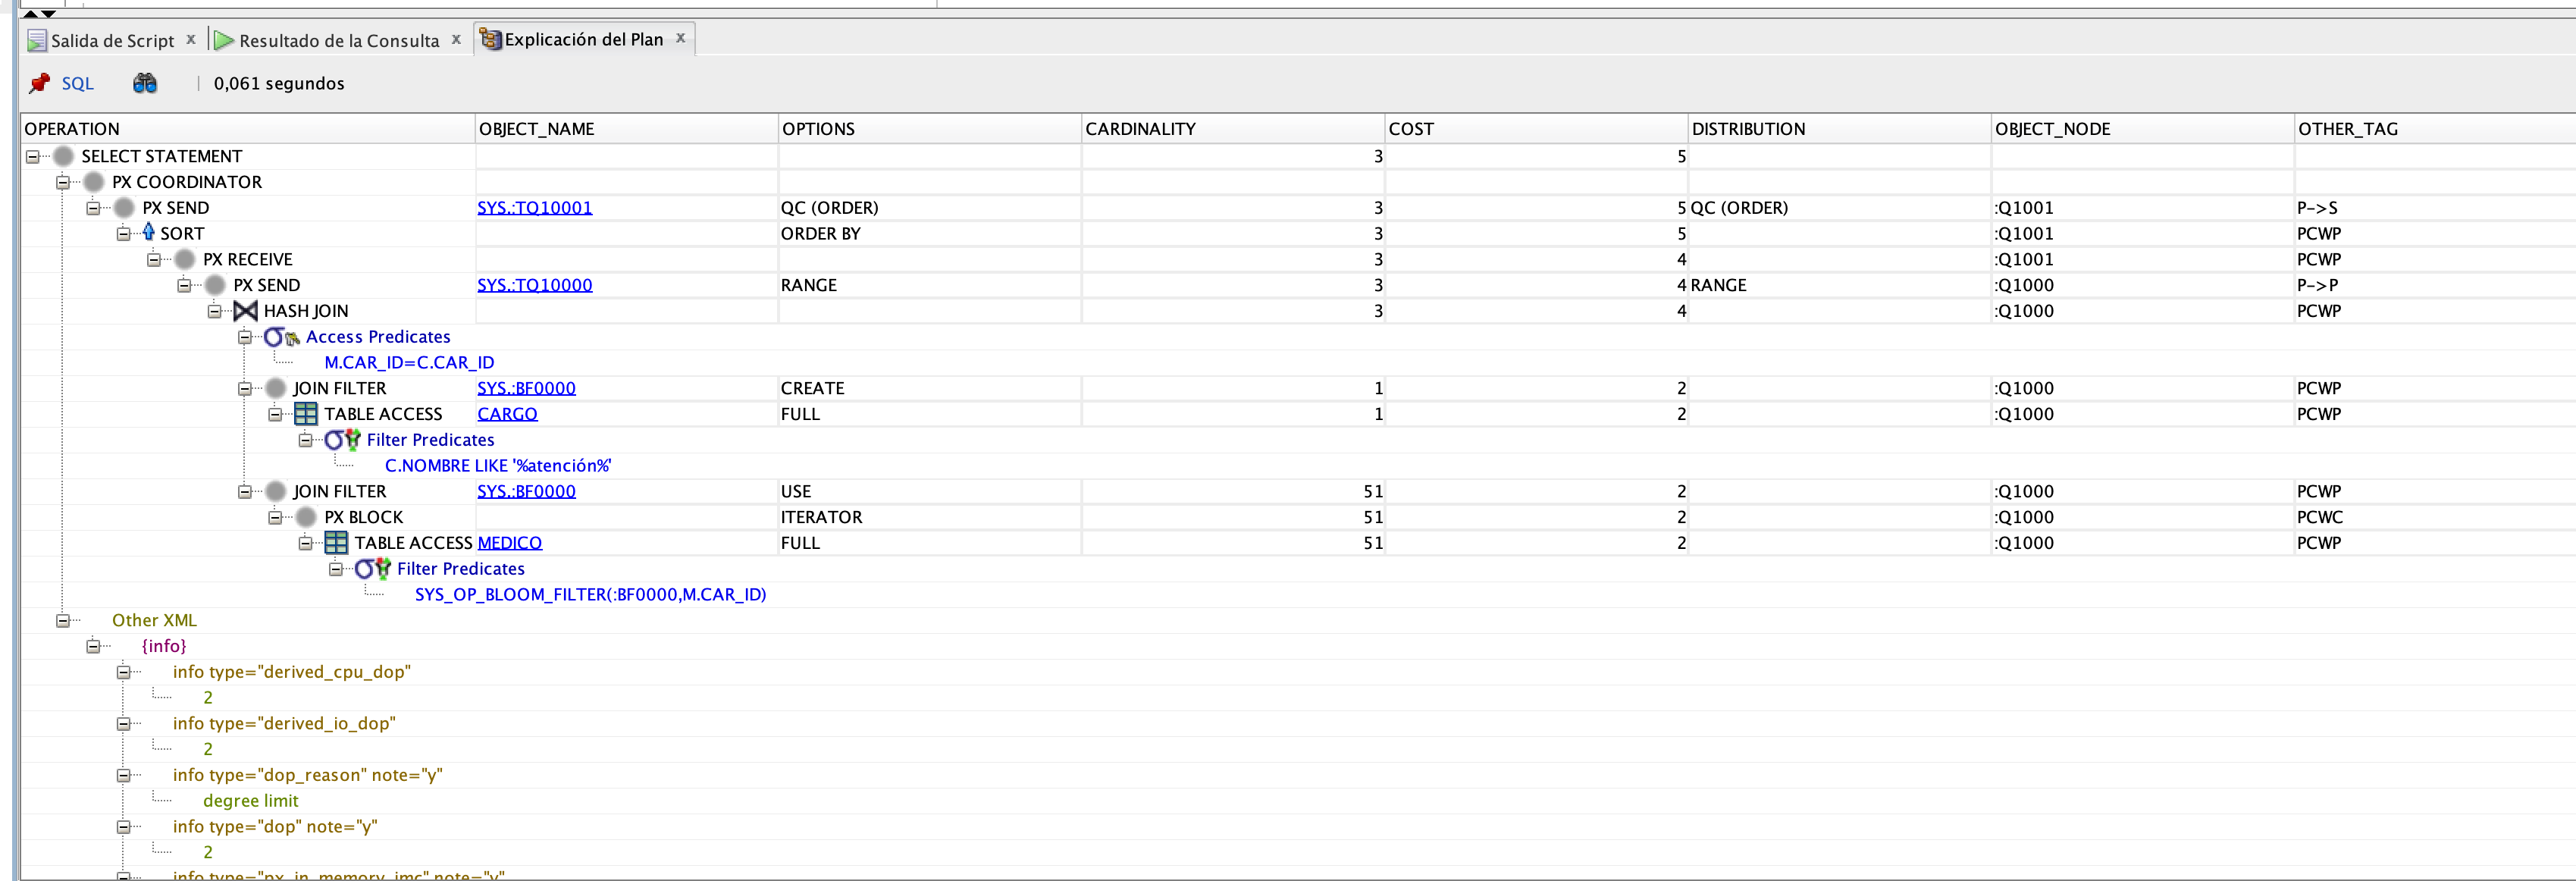 Salida de Script x Resultado de la Consulta x Explicación del Plan x
SQL | 0,061 segundos
OPERATION OBJECT_NAME OPTIONS CARDINALITY COST DISTRIBUTION OBJECT_NODE OTHER_TAG
SELECT STATEMENT 3 5
PX COORDINATOR
PX SEND SYS.:TQ10001 QC (ORDER) 3 5 QC (ORDER) :Q1001 P->S
SORT ORDER BY 3 5 :Q1001 PCWP
PX RECEIVE 3 4 :Q1001 PCWP
PX SEND SYS.:TQ10000 RANGE 3 4 RANGE :Q1000 P->P
HASH JOIN 3 4 :Q1000 PCWP
Access Predicates
M.CAR_ID=C.CAR_ID
JOIN FILTER SYS.:BF0000 CREATE 1 2 :Q1000 PCWP
TABLE ACCESS CARGO FULL 1 2 :Q1000 PCWP
Filter Predicates
C.NOMBRE LIKE '%atención%'
JOIN FILTER SYS.:BF0000 USE 51 2 :Q1000 PCWP
PX BLOCK ITERATOR 51 2 :Q1000 PCWC
TABLE ACCESS MEDICO FULL 51 2 :Q1000 PCWP
Filter Predicates
SYS_OP_BLOOM_FILTER(:BF0000,M.CAR_ID)
Other XML
{info}
info type="derived_cpu_dop"
2
info type="derived_io_dop"
2
info type="dop_reason" note="y"
degree limit
info type="dop" note="y"
2
info type="px_in_memory_imc" note="y"